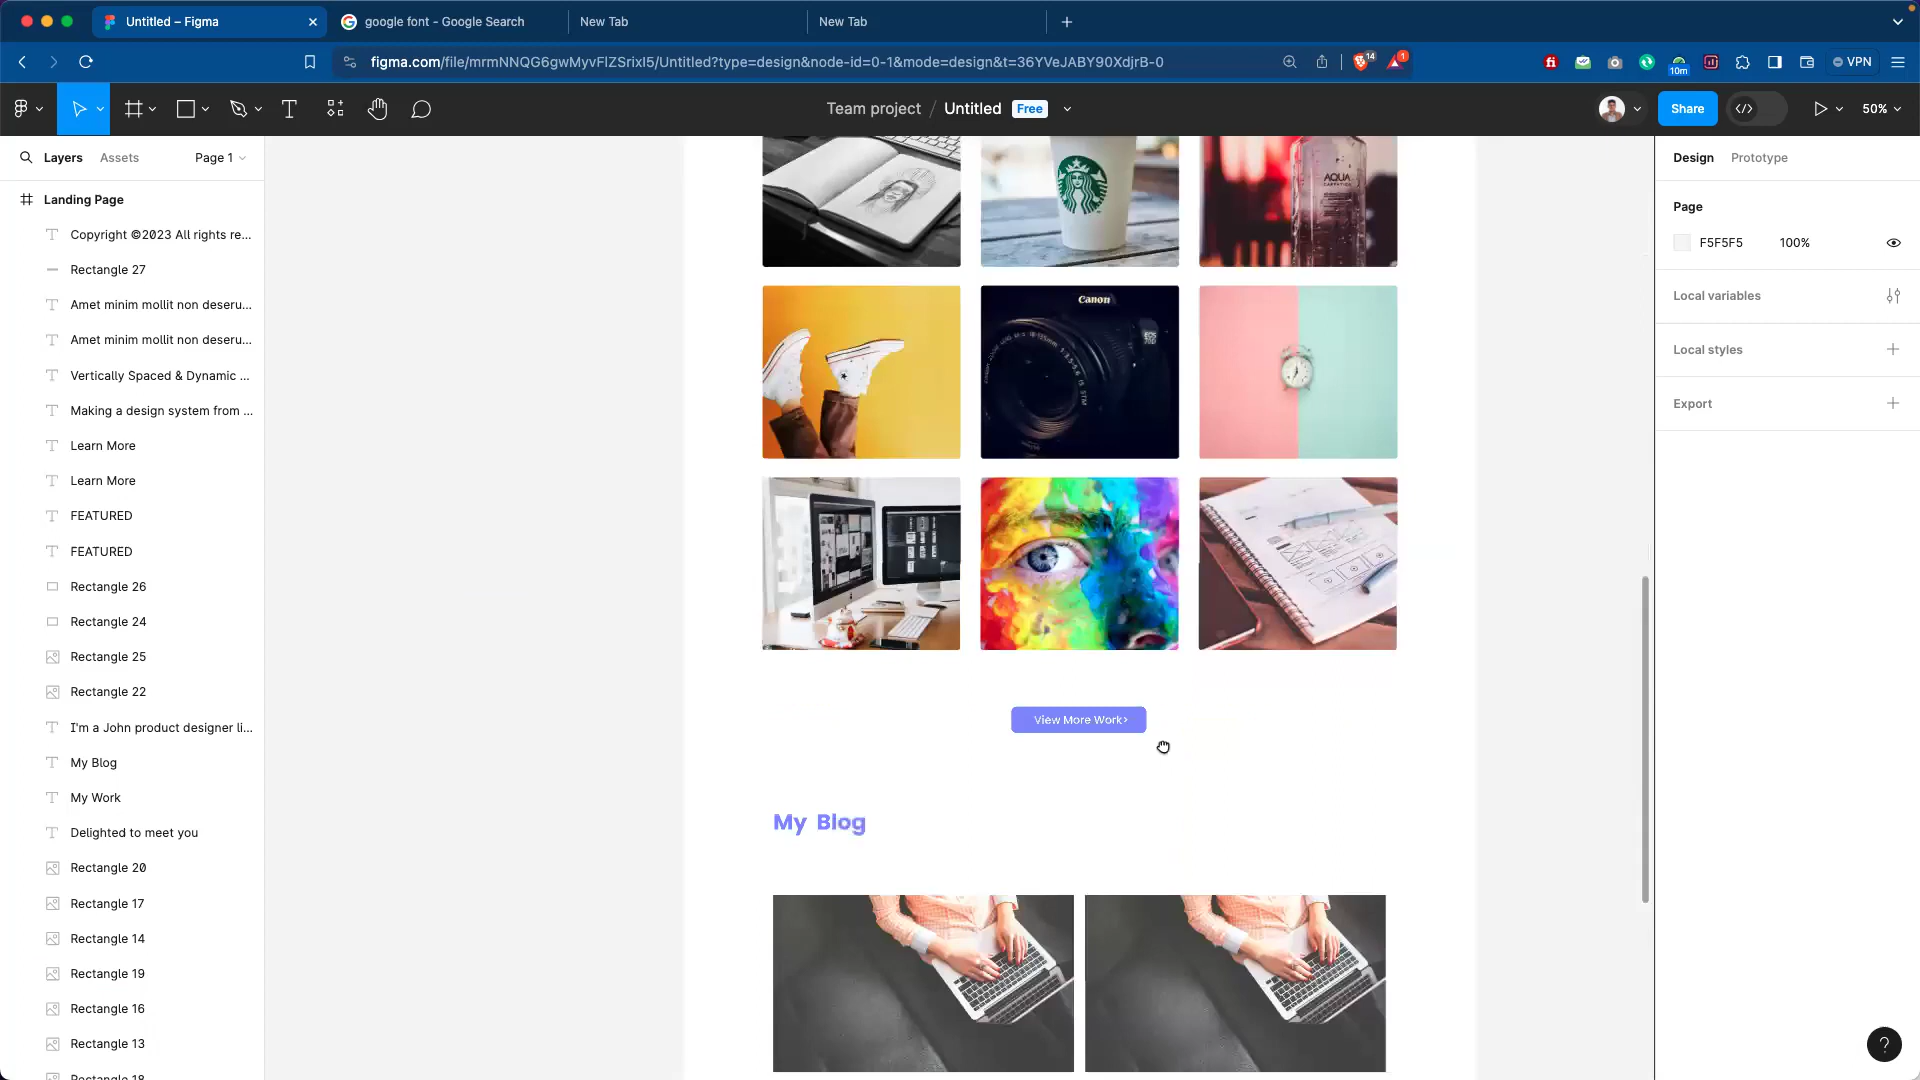 Untitled – Figma
google font - Google Search
New Tab
New Tab
figma.com/file/mrmNNQG6gwMyvFlZSrixl5/Untitled?type=design&node-id=0-1&mode=design&t=36YVeJABY90XdjrB-0
14
1
10m
VPN
Team project / Untitled Free
Share
50%
Layers
Assets
Page 1
Landing Page
Copyright ©2023 All rights re...
Rectangle 27
Amet minim mollit non deseru...
Amet minim mollit non deseru...
Vertically Spaced & Dynamic ...
Making a design system from ...
Learn More
Learn More
FEATURED
FEATURED
Rectangle 26
Rectangle 24
Rectangle 25
Rectangle 22
I'm a John product designer li...
My Blog
My Work
Delighted to meet you
Rectangle 20
Rectangle 17
Rectangle 14
Rectangle 19
Rectangle 16
Rectangle 13
Rectangle 18
AQUA
Canon
View More Work>
My Blog
Design
Prototype
Page
F5F5F5
100%
Local variables
Local styles
Export
?